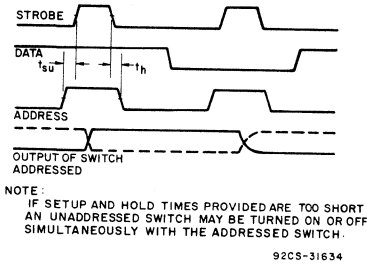 STROBE
DATA
tsu
th
ADDRESS
OUTPUT OF SWITCH
ADDRESSED
NOTE:
IF SETUP AND HOLD TIMES PROVIDED ARE TOO SHORT
AN UNADDRESSED SWITCH MAY BE TURNED ON OR OFF
SIMULTANEOUSLY WITH THE ADDRESSED SWITCH.
92CS-31634